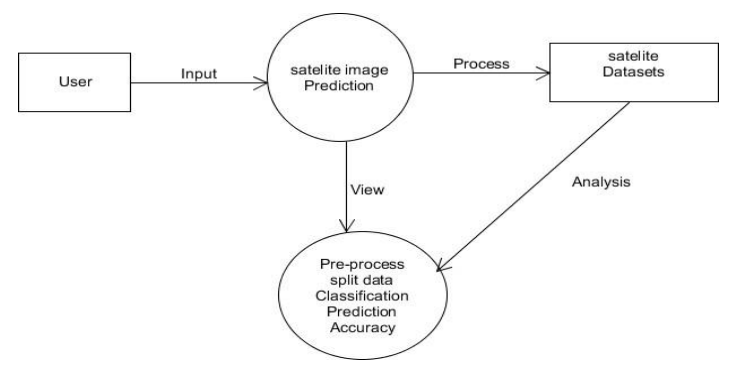 User
Input
satelite image
Prediction
Process
satelite
Datasets
View
Analysis
Pre-process
split data
Classification
Prediction
Accuracy